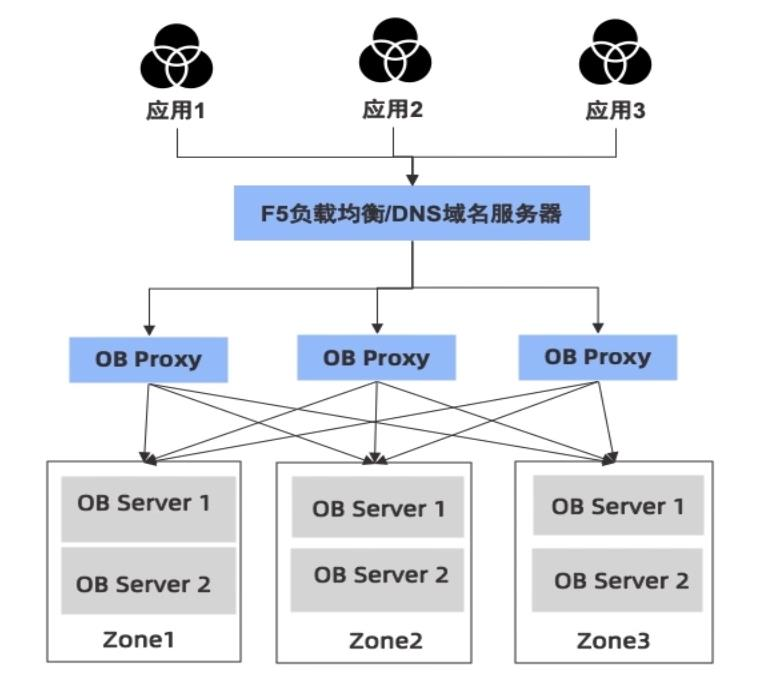 应用1
应用2
应用3
F5负载均衡/DNS域名服务器
OB Proxy
OB Proxy
OB Proxy
OB Server 1
OB Server 2
Zone1
OB Server 1
OB Server 2
Zone2
OB Server 1
OB Server 2
Zone3